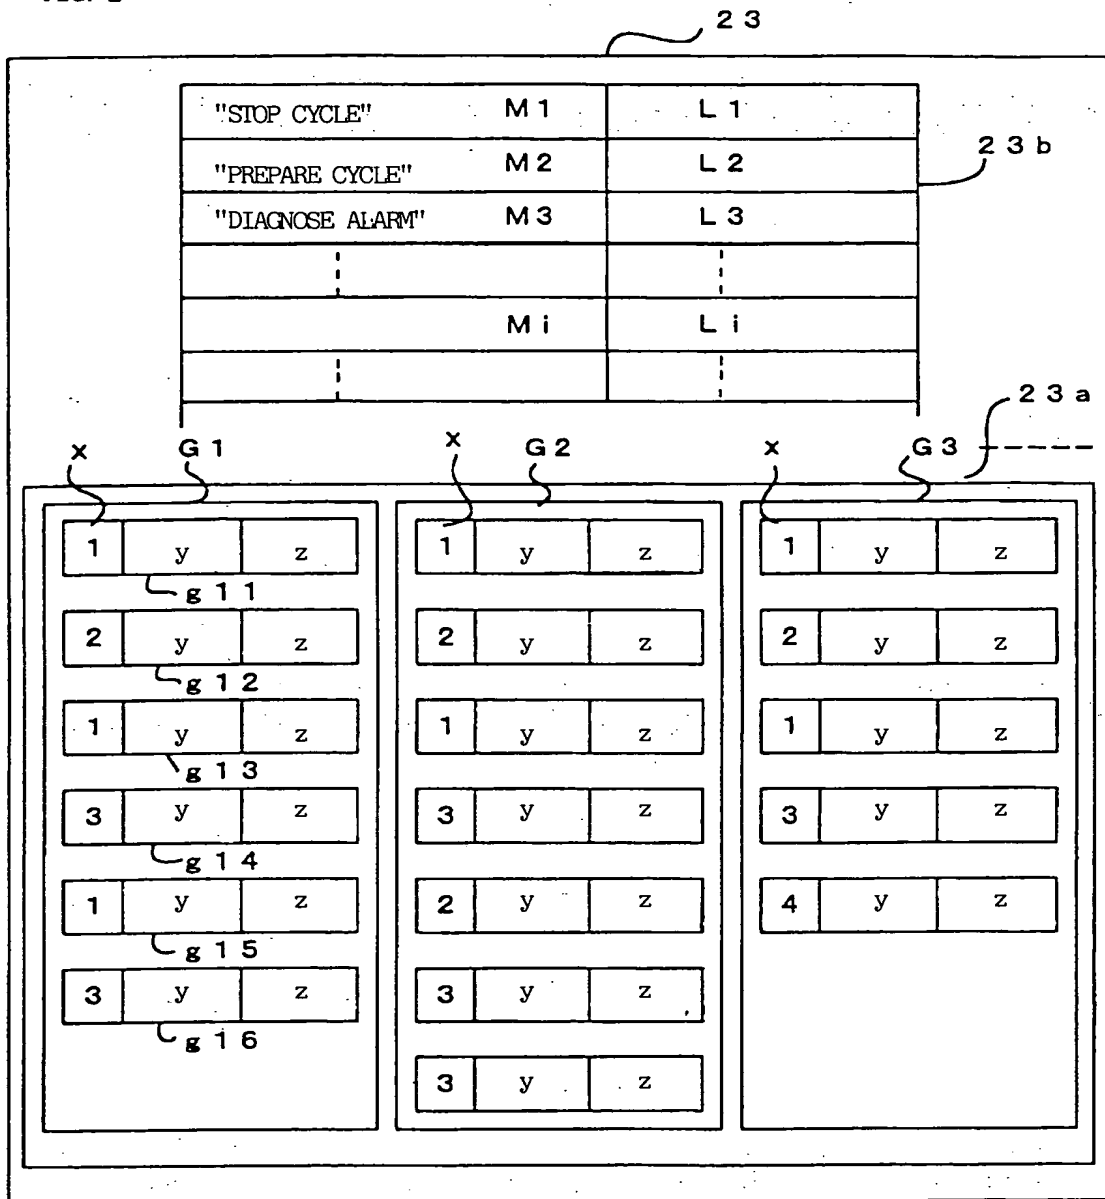 23
"STOP CYCLE" M1 L1
23b
"PREPARE CYCLE" M2 L2
"DIAGNOSE ALARM" M3 L3
Mi Li
23a
x G1 x G2 x G3
1 y z 1 y z 1 y z
g11
2 y z 2 y z 2 y z
g12
1 y z 1 y z 1 y z
g13
3 y z 3 y z 3 y z
g14
1 y z 2 y z 4 y z
g15
3 y z 3 y z
g16
3 y z